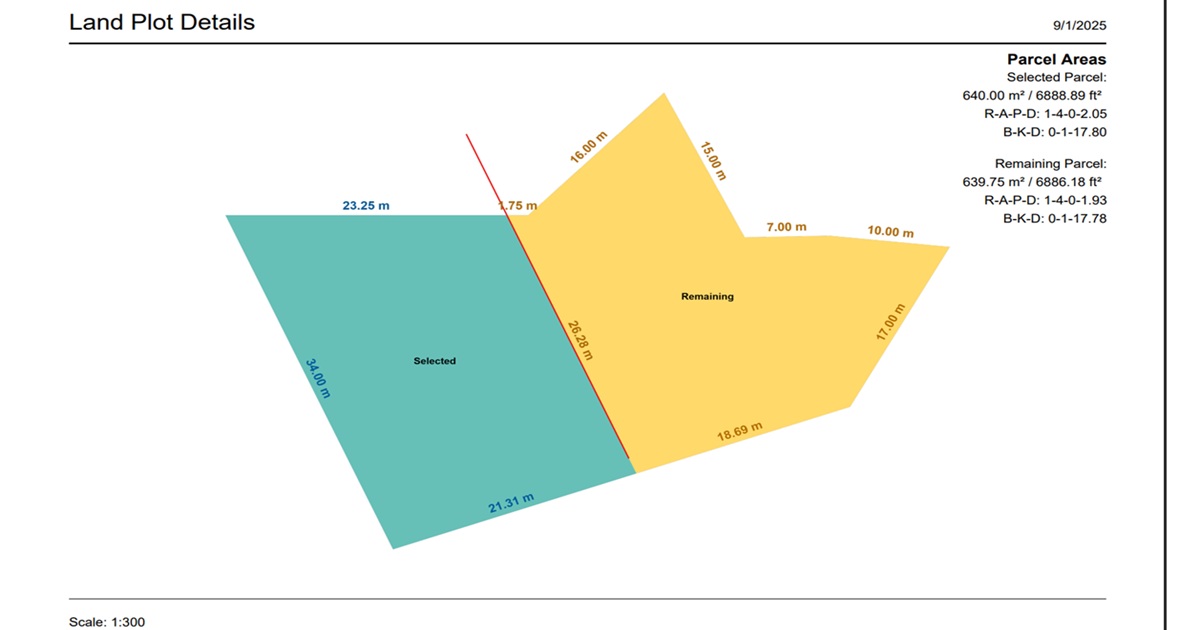 Land Plot Details
9/1/2025
Parcel Areas
Selected Parcel:
640.00 m² / 6888.89 ft²
R-A-P-D: 1-4-0-2.05
B-K-D: 0-1-17.80
Remaining Parcel:
639.75 m² / 6886.18 ft²
R-A-P-D: 1-4-0-1.93
B-K-D: 0-1-17.78
16.00 m
15.00 m
23.25 m
1.75 m
7.00 m
10.00 m
Remaining
17.00 m
26.28 m
Selected
34.00 m
18.69 m
21.31 m
Scale: 1:300